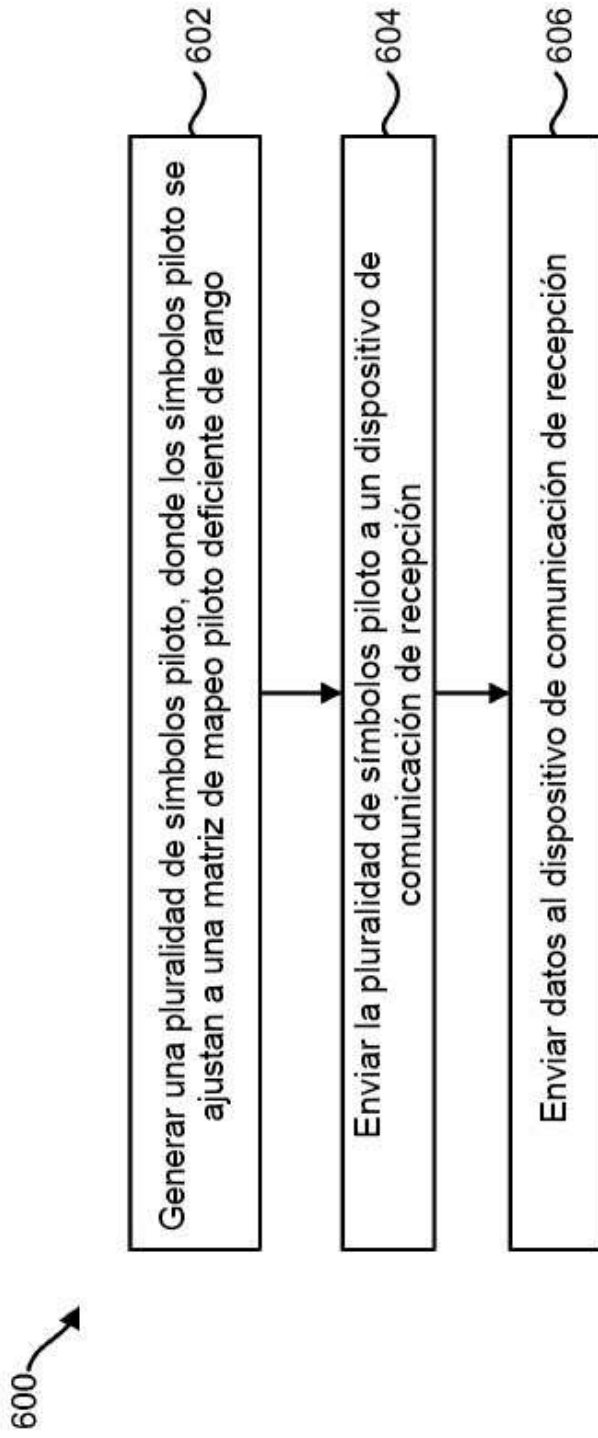 600
Generar una pluralidad de símbolos piloto, donde los símbolos piloto se
ajustan a una matriz de mapeo piloto deficiente de rango
602
Enviar la pluralidad de símbolos piloto a un dispositivo de
comunicación de recepción
604
Enviar datos al dispositivo de comunicación de recepción
606